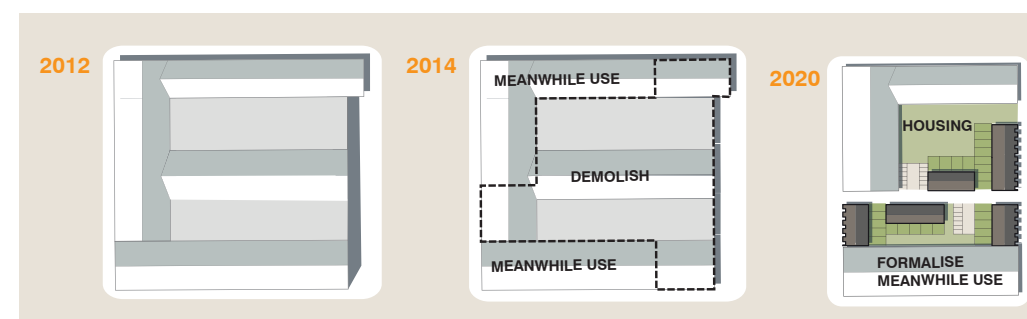 2012
2014
MEANWHILE USE
DEMOLISH
MEANWHILE USE
2020
HOUSING
FORMALISE
MEANWHILE USE